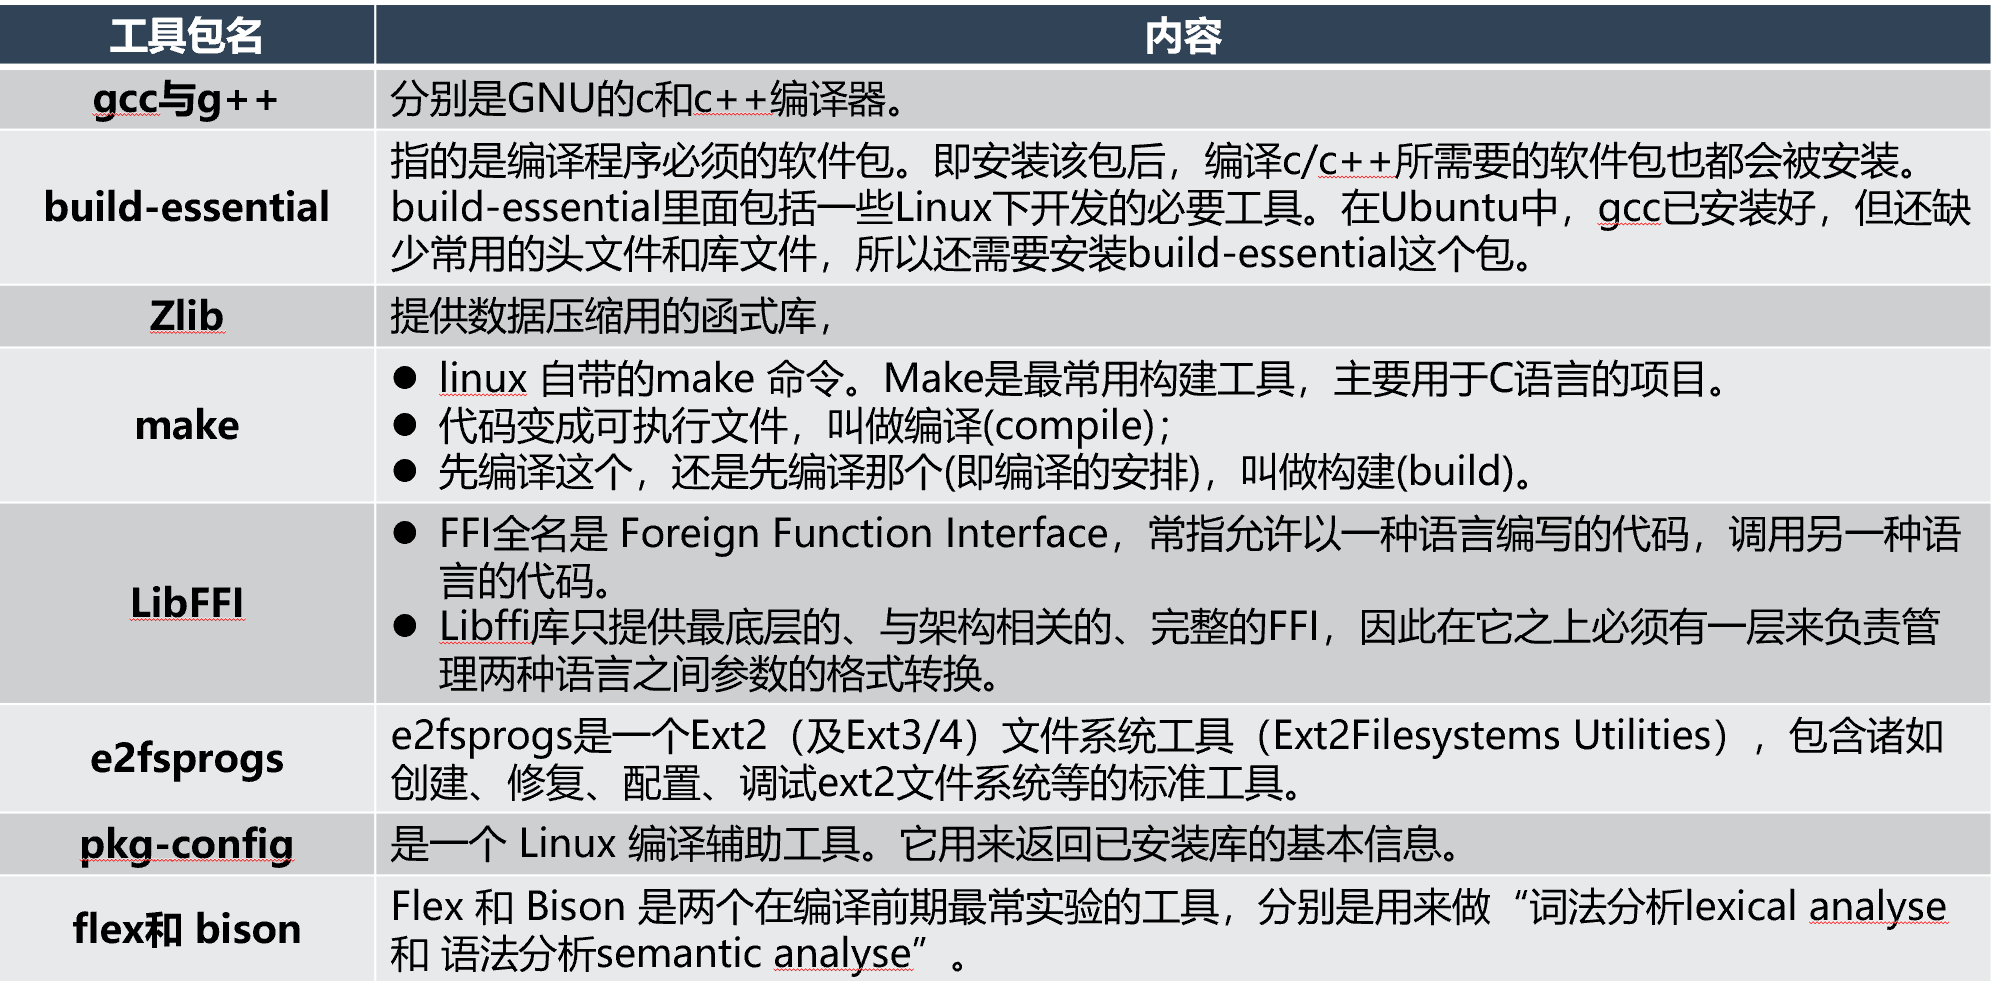 工具包名
内容
gcc与g++
分别是GNU的c和c++编译器。
build-essential
指的是编译程序必须的软件包。即安装该包后，编译c/c++所需要的软件包也都会被安装。
build-essential里面包括一些Linux下开发的必要工具。在Ubuntu中，gcc已安装好，但还缺
少常用的头文件和库文件，所以还需要安装build-essential这个包。
Zlib
提供数据压缩用的函式库，
make
● linux 自带的make 命令。Make是最常用构建工具，主要用于C语言的项目。
● 代码变成可执行文件，叫做编译(compile)；
● 先编译这个，还是先编译那个(即编译的安排)，叫做构建(build)。
LibFFI
● FFI全名是 Foreign Function Interface，常指允许以一种语言编写的代码，调用另一种语
言的代码。
● Libffi库只提供最底层的、与架构相关的、完整的FFI，因此在它之上必须有一层来负责管
理两种语言之间参数的格式转换。
e2fsprogs
e2fsprogs是一个Ext2（及Ext3/4）文件系统工具（Ext2Filesystems Utilities），包含诸如
创建、修复、配置、调试ext2文件系统等的标准工具。
pkg-config
是一个 Linux 编译辅助工具。它用来返回已安装库的基本信息。
flex和 bison
Flex 和 Bison 是两个在编译前期最常实验的工具，分别是用来做“词法分析lexical analyse
和 语法分析semantic analyse”。